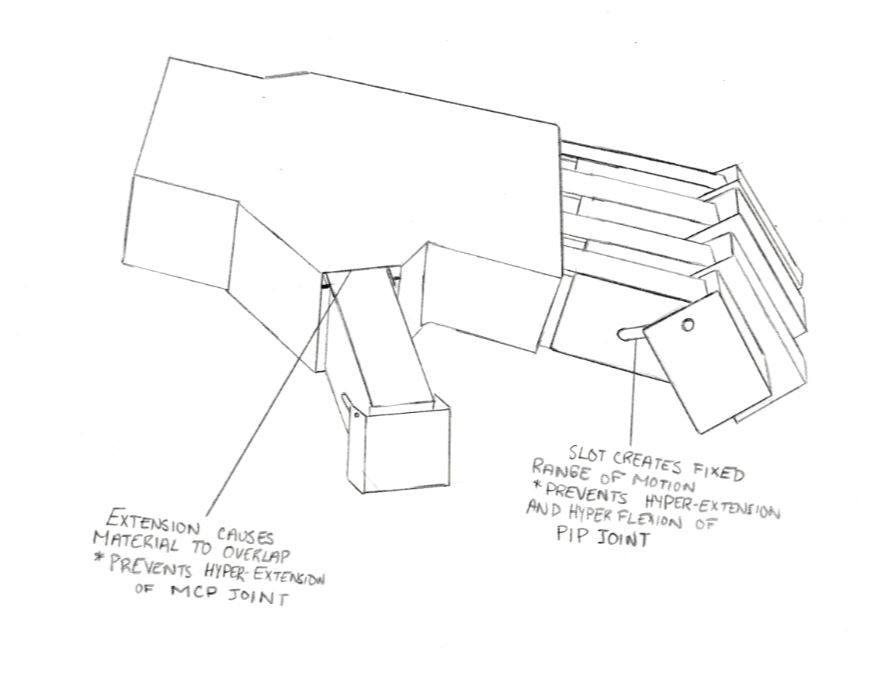 EXTENSION CAUSES
MATERIAL TO OVERLAP
* PREVENTS HYPER-EXTENSION
OF MCP JOINT
SLOT CREATES FIXED
RANGE OF MOTION
* PREVENTS HYPER-EXTENSION
AND HYPER FLEXION OF
PIP JOINT